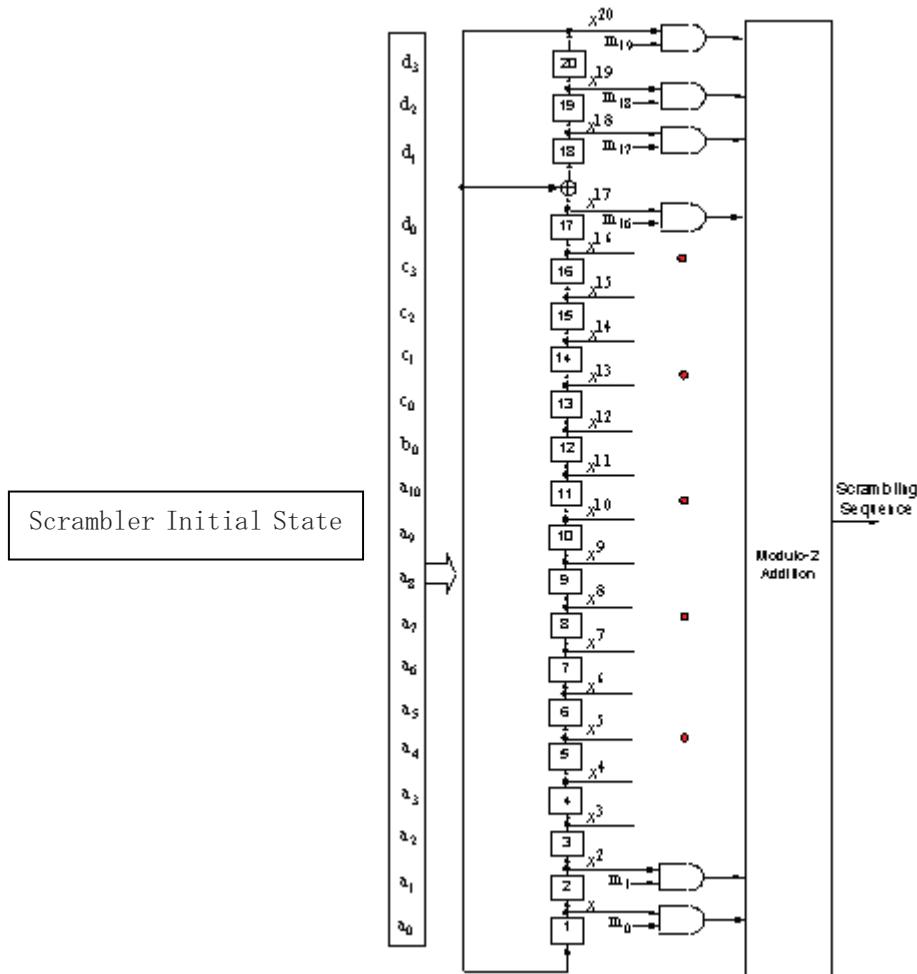 x20
m19
d3
20
x19
d2
m18
19
x18
d1
m17
18
x17
d0
m16
17
x16
c3
16
x15
c2
15
x14
c1
14
x13
c0
13
x12
b0
12
x11
a10
11
x10
Scrambling
Sequence
Scrambler Initial State
a9
10
x9
Modulo-2
Addition
a8
9
x8
a7
8
x7
a6
7
x6
a5
6
x5
a4
5
x4
a3
4
x3
a2
3
x2
a1
m1
2
x
a0
m0
1